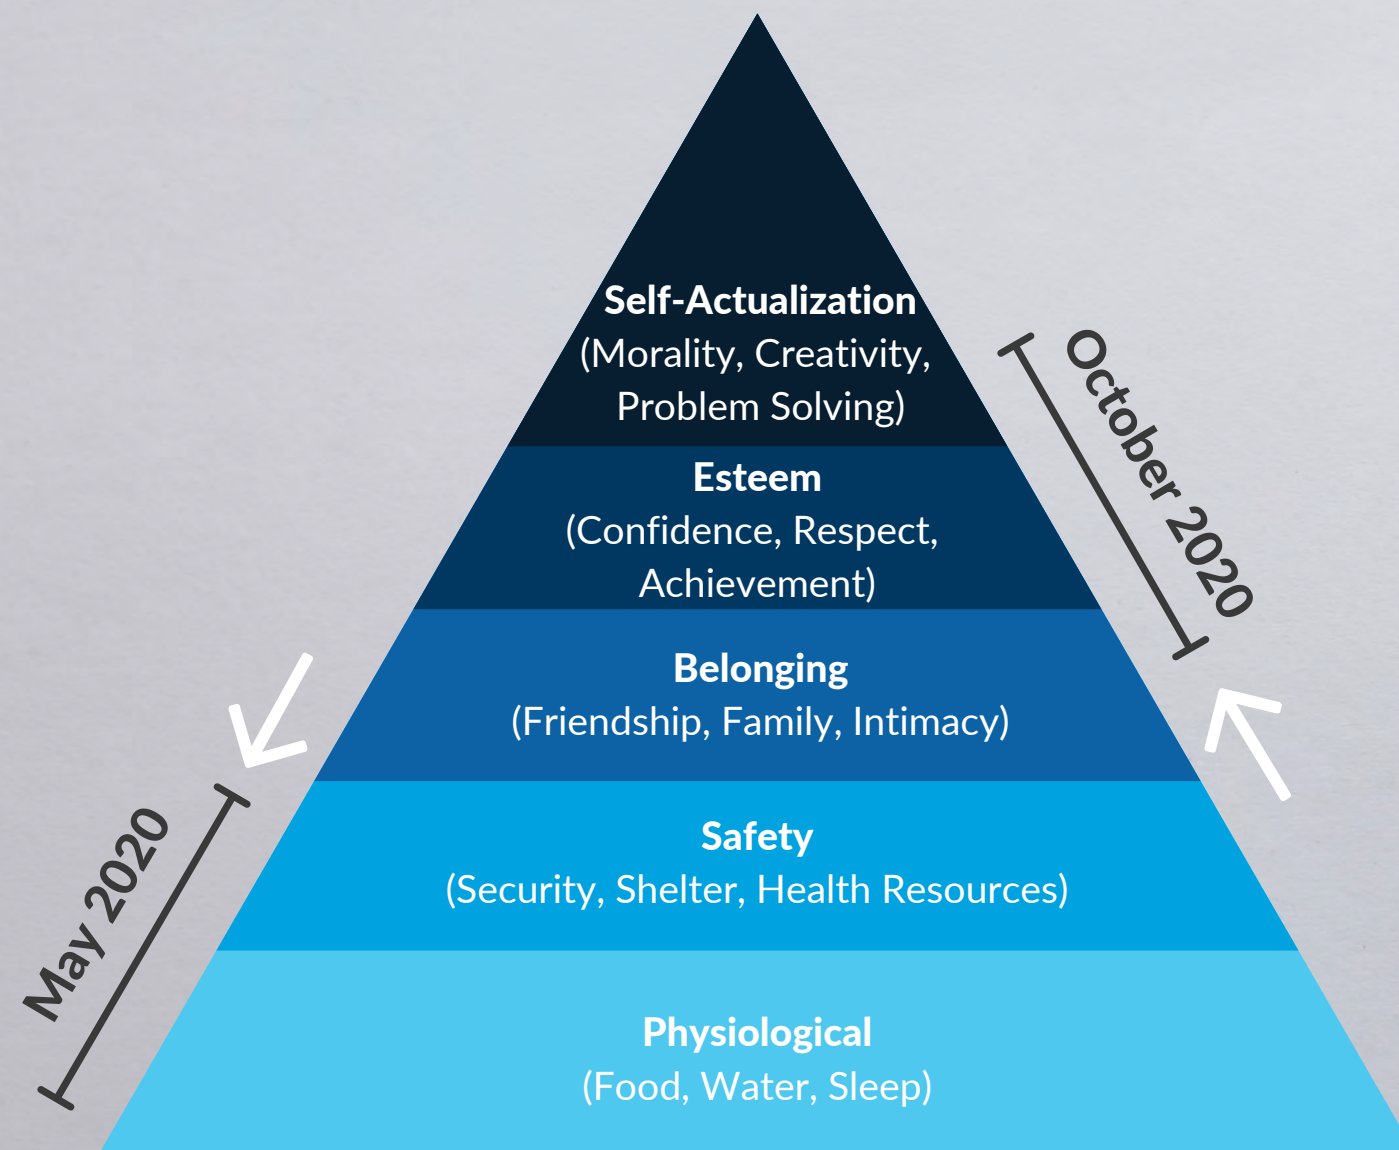 Self-Actualization
(Morality, Creativity,
Problem Solving)
Esteem
(Confidence, Respect,
Achievement)
Belonging
(Friendship, Family, Intimacy)
Safety
(Security, Shelter, Health Resources)
Physiological
(Food, Water, Sleep)
May 2020
October 2020